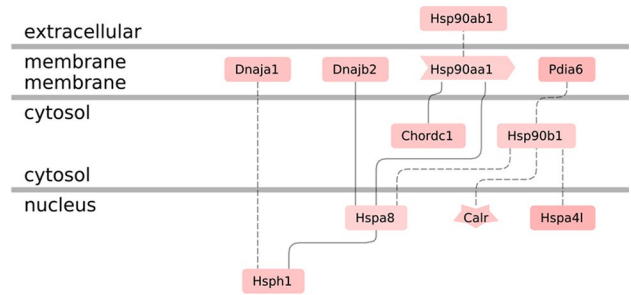 Hsp90ab1
extracellular
membrane
Dnaja1 Dnajb2 Hsp90aa1 Pdia6
membrane
cytosol
Chordc1 Hsp90b1
cytosol
nucleus
Hspa8 Calr Hspa4l
Hsph1